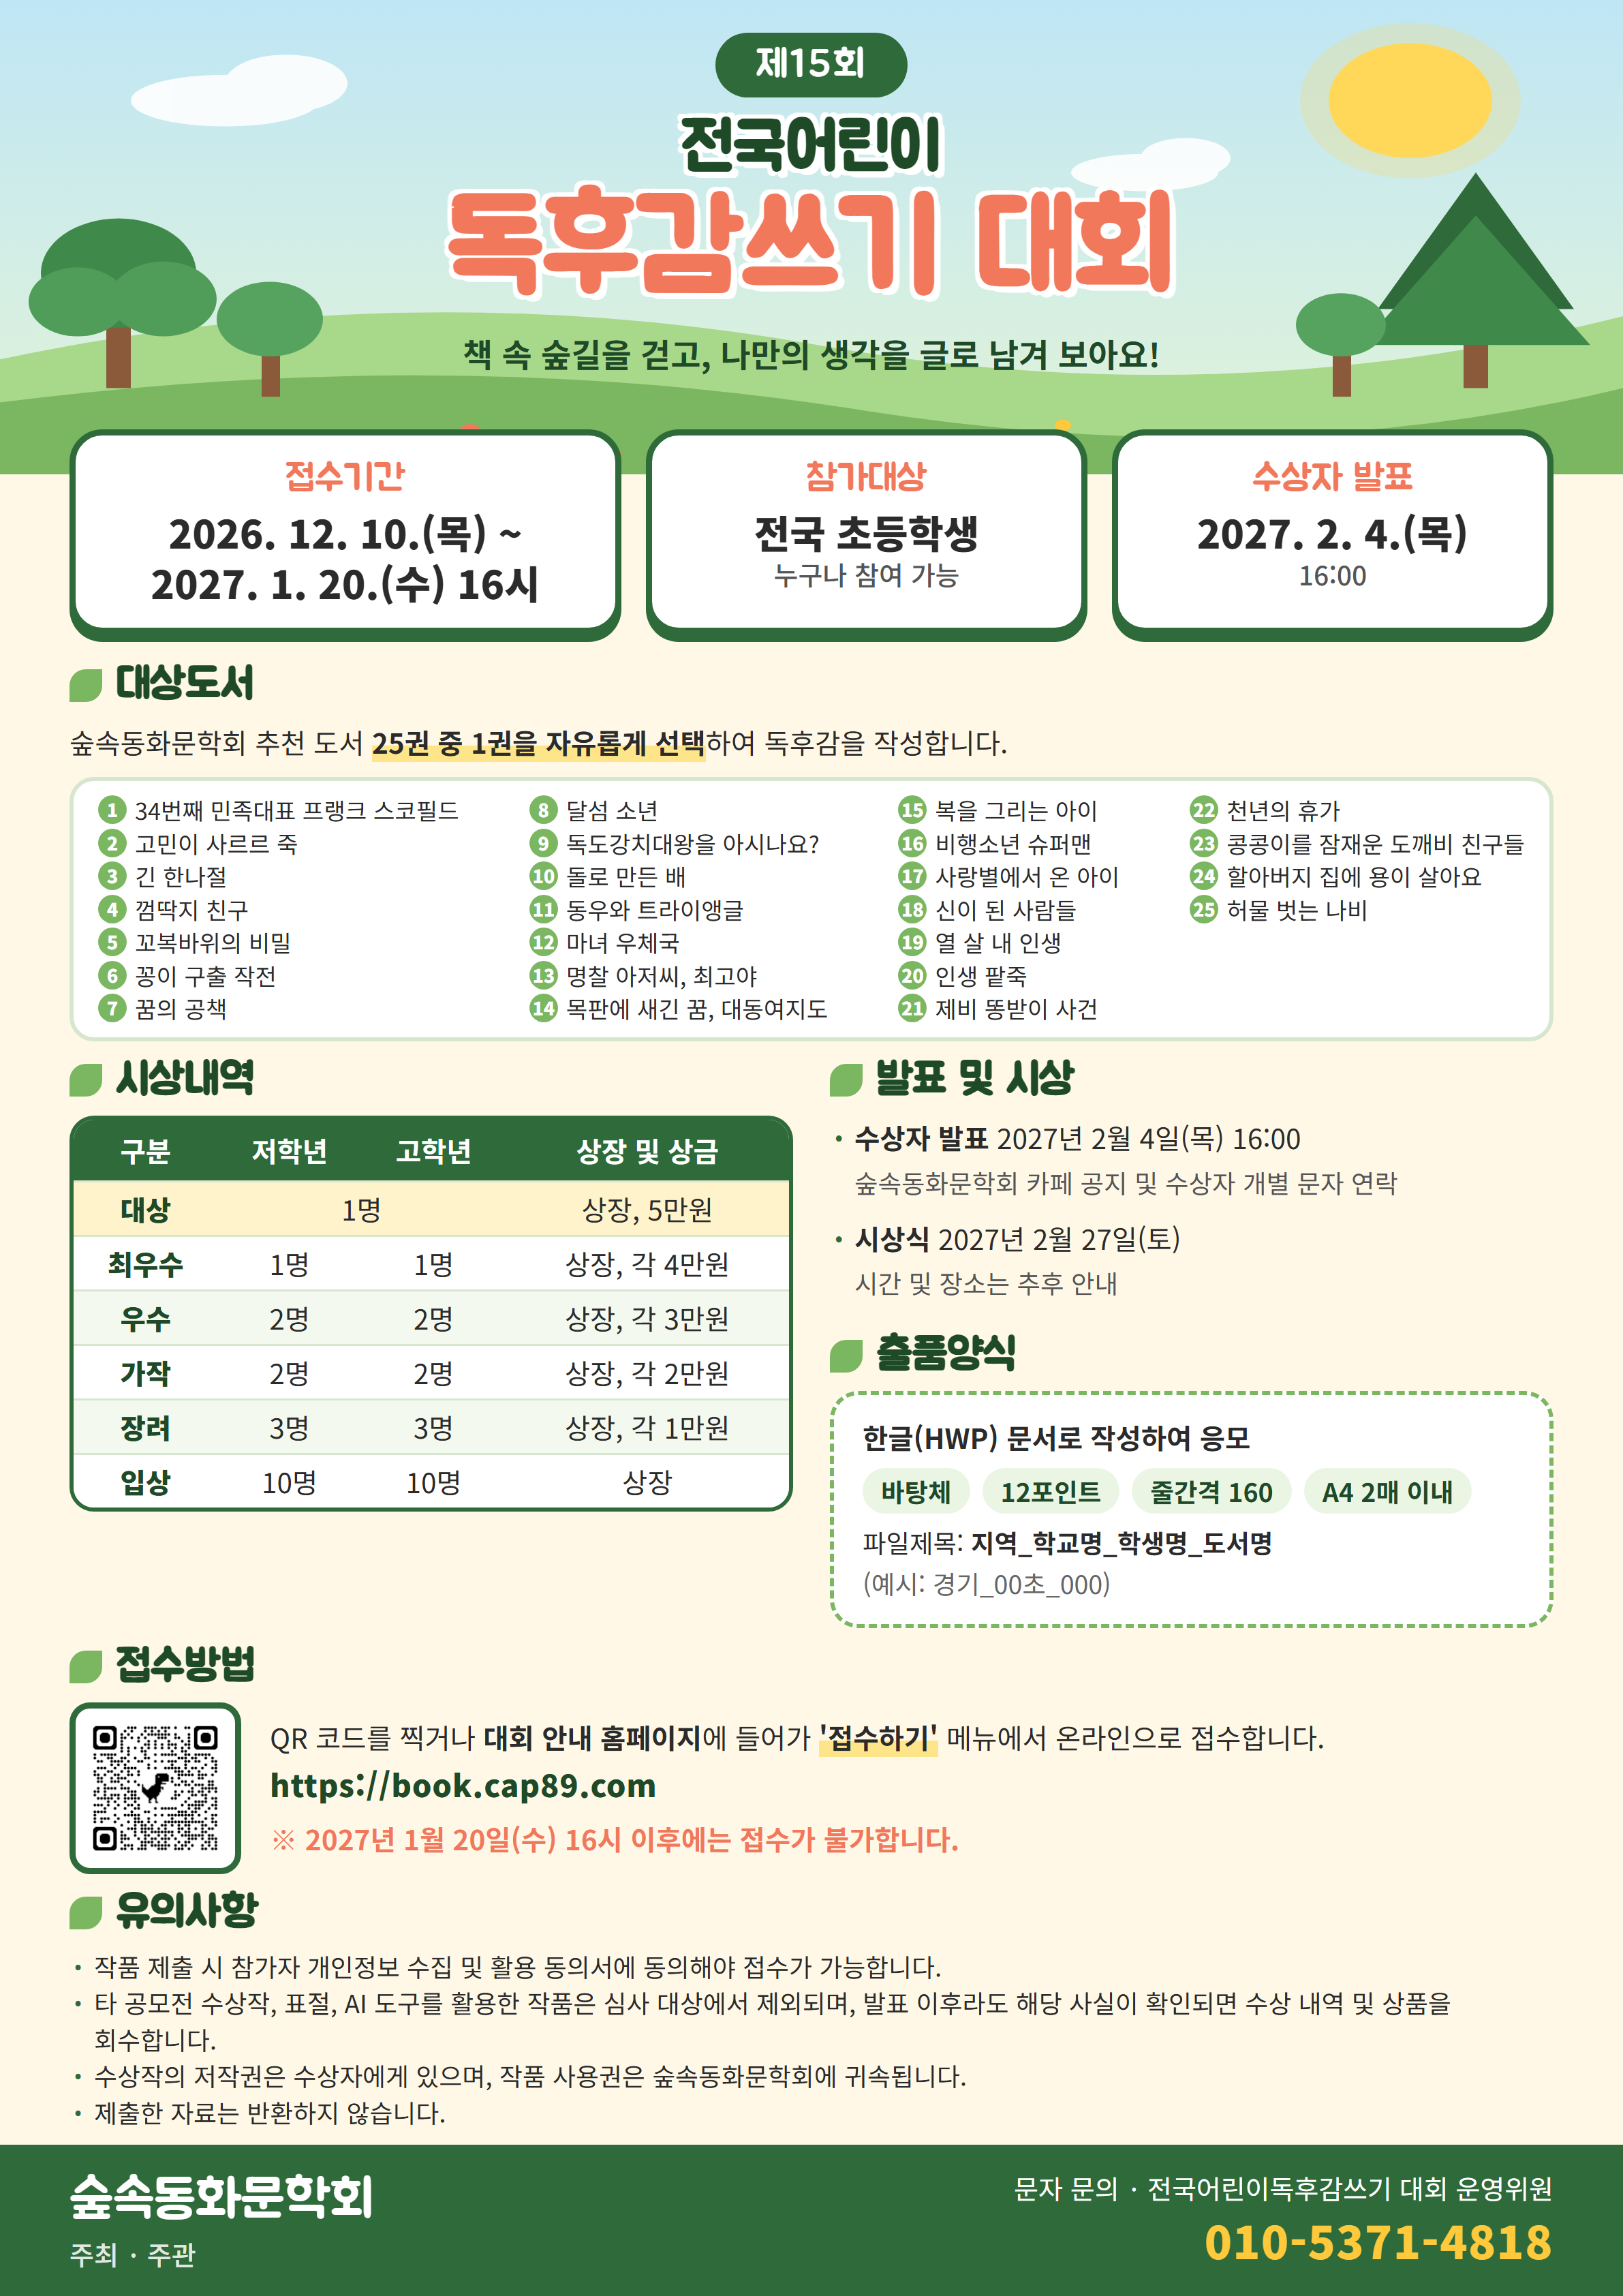 제15회
전국어린이
독후감쓰기 대회
책 속 숲길을 걷고, 나만의 생각을 글로 남겨 보아요!
접수기간
2026. 12. 10.(목) ~
2027. 1. 20.(수) 16시
참가대상
전국 초등학생
누구나 참여 가능
수상자 발표
2027. 2. 4.(목)
16:00
대상도서
숲속동화문학회 추천 도서 25권 중 1권을 자유롭게 선택하여 독후감을 작성합니다.
1 34번째 민족대표 프랭크 스코필드
2 고민이 사르르 죽
3 긴 한나절
4 껌딱지 친구
5 꼬복바위의 비밀
6 꽁이 구출 작전
7 꿈의 공책
8 달섬 소년
9 독도강치대왕을 아시나요?
10 돌로 만든 배
11 동우와 트라이앵글
12 마녀 우체국
13 명찰 아저씨, 최고야
14 목판에 새긴 꿈, 대동여지도
15 복을 그리는 아이
16 비행소년 슈퍼맨
17 사랑별에서 온 아이
18 신이 된 사람들
19 열 살 내 인생
20 인생 팥죽
21 제비 똥받이 사건
22 천년의 휴가
23 콩콩이를 잠재운 도깨비 친구들
24 할아버지 집에 용이 살아요
25 허물 벗는 나비
시상내역
구분 저학년 고학년 상장 및 상금
대상 1명 상장, 5만원
최우수 1명 1명 상장, 각 4만원
우수 2명 2명 상장, 각 3만원
가작 2명 2명 상장, 각 2만원
장려 3명 3명 상장, 각 1만원
입상 10명 10명 상장
발표 및 시상
• 수상자 발표 2027년 2월 4일(목) 16:00
숲속동화문학회 카페 공지 및 수상자 개별 문자 연락
• 시상식 2027년 2월 27일(토)
시간 및 장소는 추후 안내
출품양식
한글(HWP) 문서로 작성하여 응모
바탕체 12포인트 줄간격 160 A4 2매 이내
파일제목: 지역_학교명_학생명_도서명
(예시: 경기_00초_000)
접수방법
QR 코드를 찍거나 대회 안내 홈페이지에 들어가 '접수하기' 메뉴에서 온라인으로 접수합니다.
https://book.cap89.com
※ 2027년 1월 20일(수) 16시 이후에는 접수가 불가합니다.
유의사항
• 작품 제출 시 참가자 개인정보 수집 및 활용 동의서에 동의해야 접수가 가능합니다.
• 타 공모전 수상작, 표절, AI 도구를 활용한 작품은 심사 대상에서 제외되며, 발표 이후라도 해당 사실이 확인되면 수상 내역 및 상품을
회수합니다.
• 수상작의 저작권은 수상자에게 있으며, 작품 사용권은 숲속동화문학회에 귀속됩니다.
• 제출한 자료는 반환하지 않습니다.
숲속동화문학회
주최 · 주관
문자 문의 · 전국어린이독후감쓰기 대회 운영위원
010-5371-4818